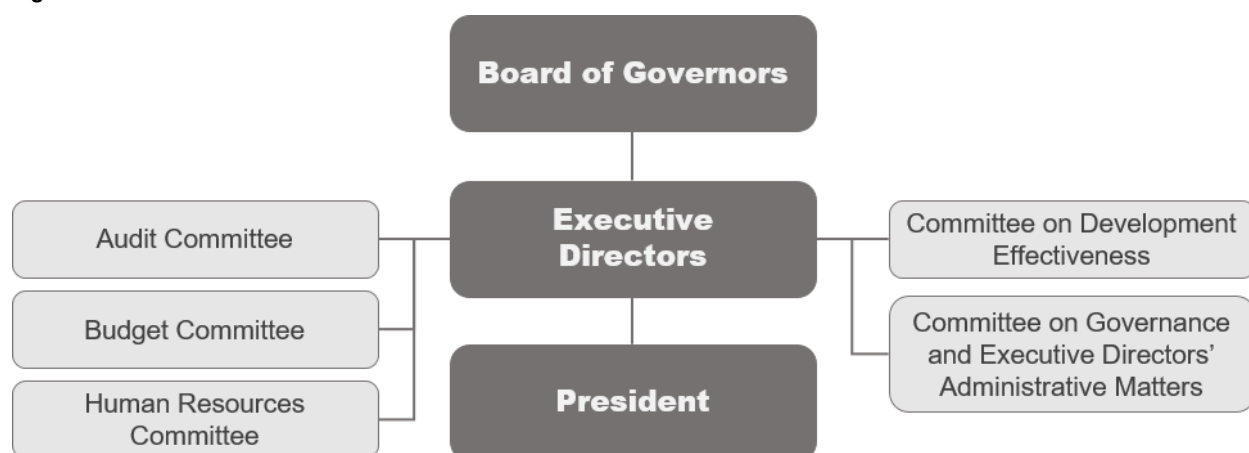 Board of Governors
Audit Committee
Budget Committee
Human Resources
Committee
Executive
Directors
President
Committee on Development
Effectiveness
Committee on Governance
and Executive Directors’
Administrative Matters